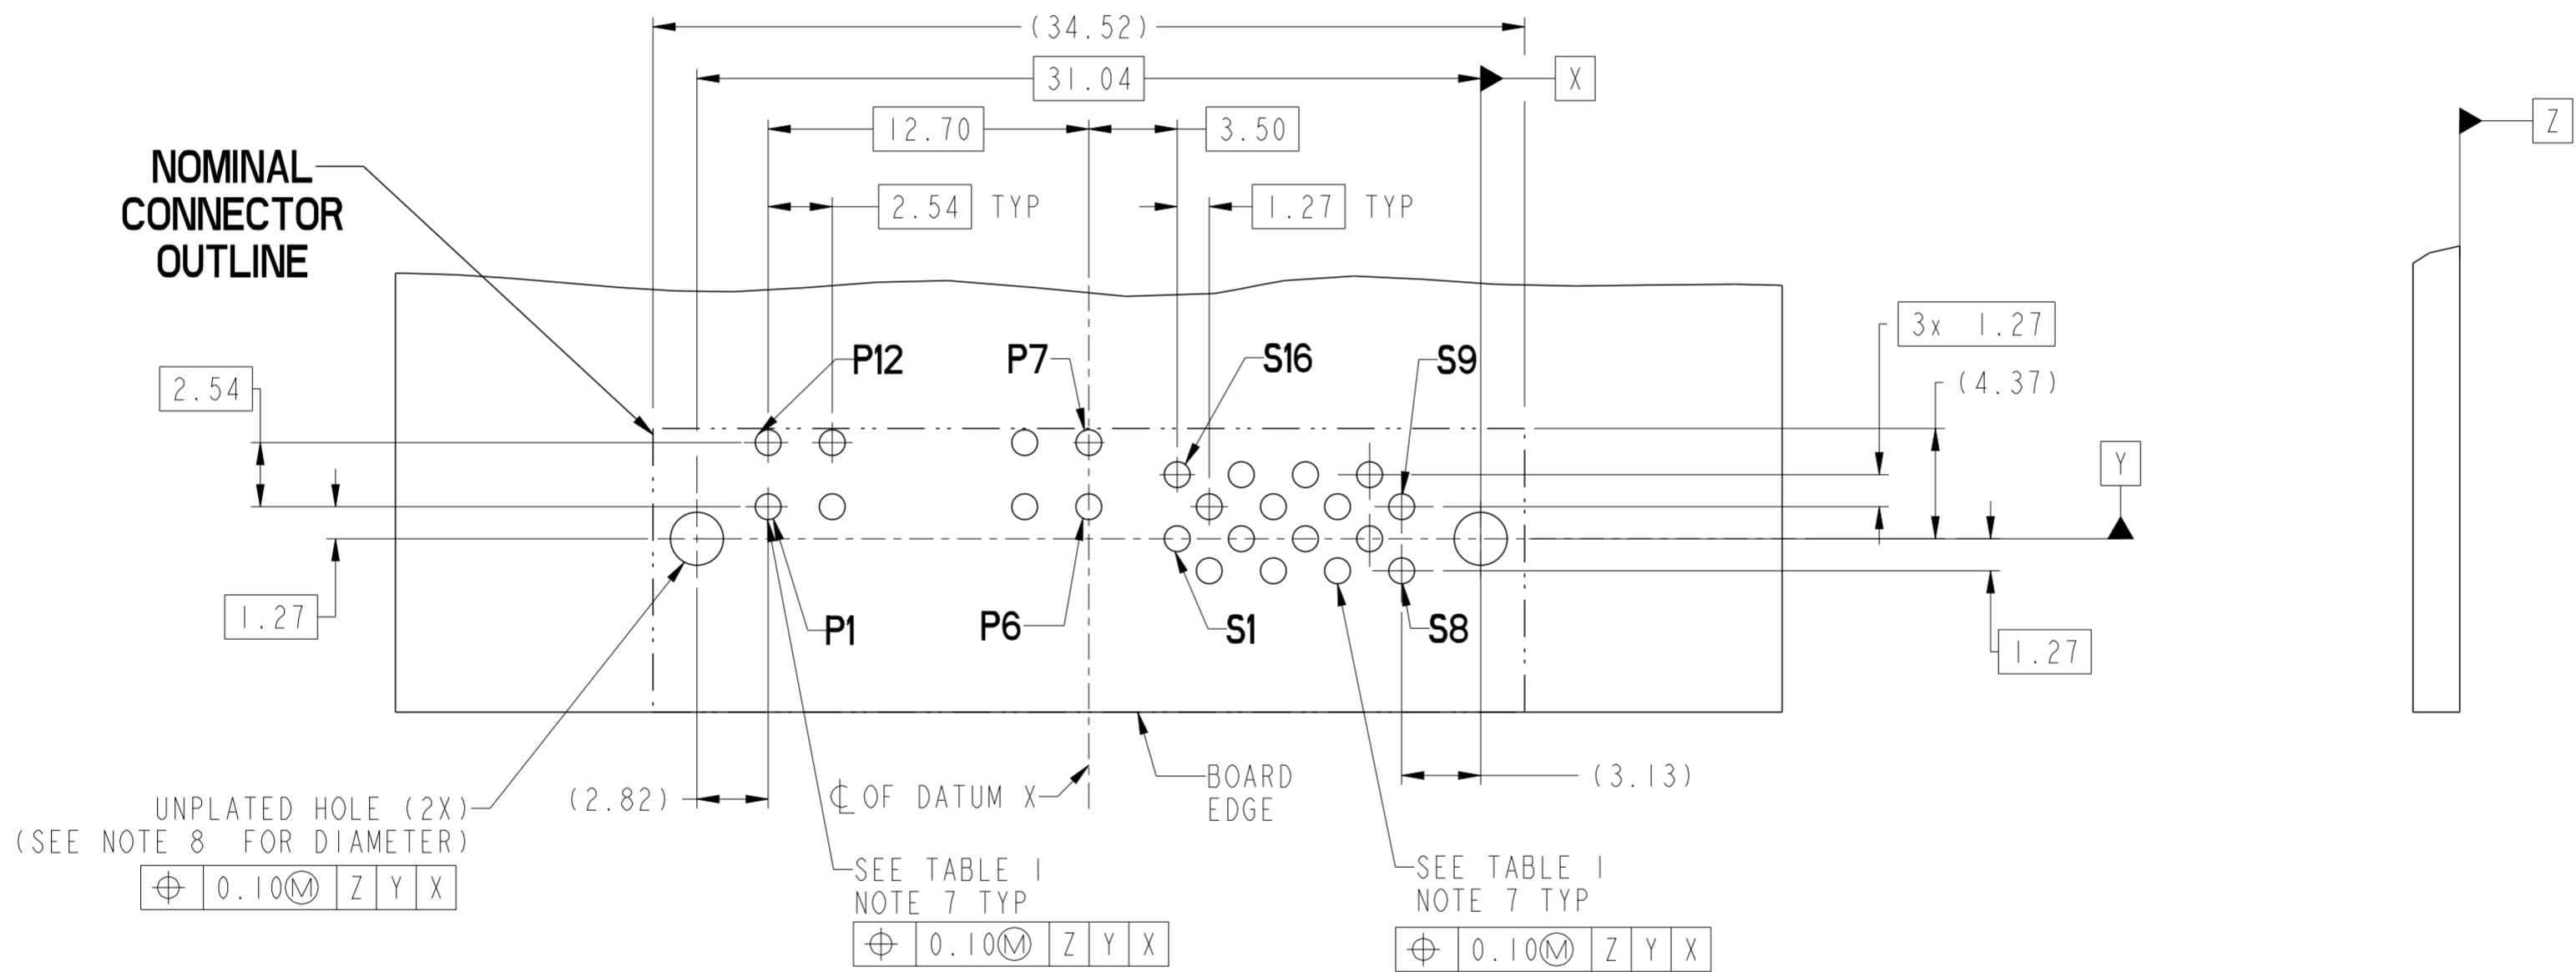 (34.52)
31.04
X
12.70
3.50
Z
2.54 TYP
1.27 TYP
NOMINAL
CONNECTOR
OUTLINE
3x 1.27
(4.37)
2.54
P12
P7
S16
S9
Y
1.27
P1
P6
S1
S8
1.27
UNPLATED HOLE (2X)
(SEE NOTE 8 FOR DIAMETER)
⌖ 0.10Ⓜ Z Y X
(2.82)
℄ OF DATUM X
BOARD
EDGE
(3.13)
SEE TABLE 1
NOTE 7 TYP
⌖ 0.10Ⓜ Z Y X
SEE TABLE 1
NOTE 7 TYP
⌖ 0.10Ⓜ Z Y X